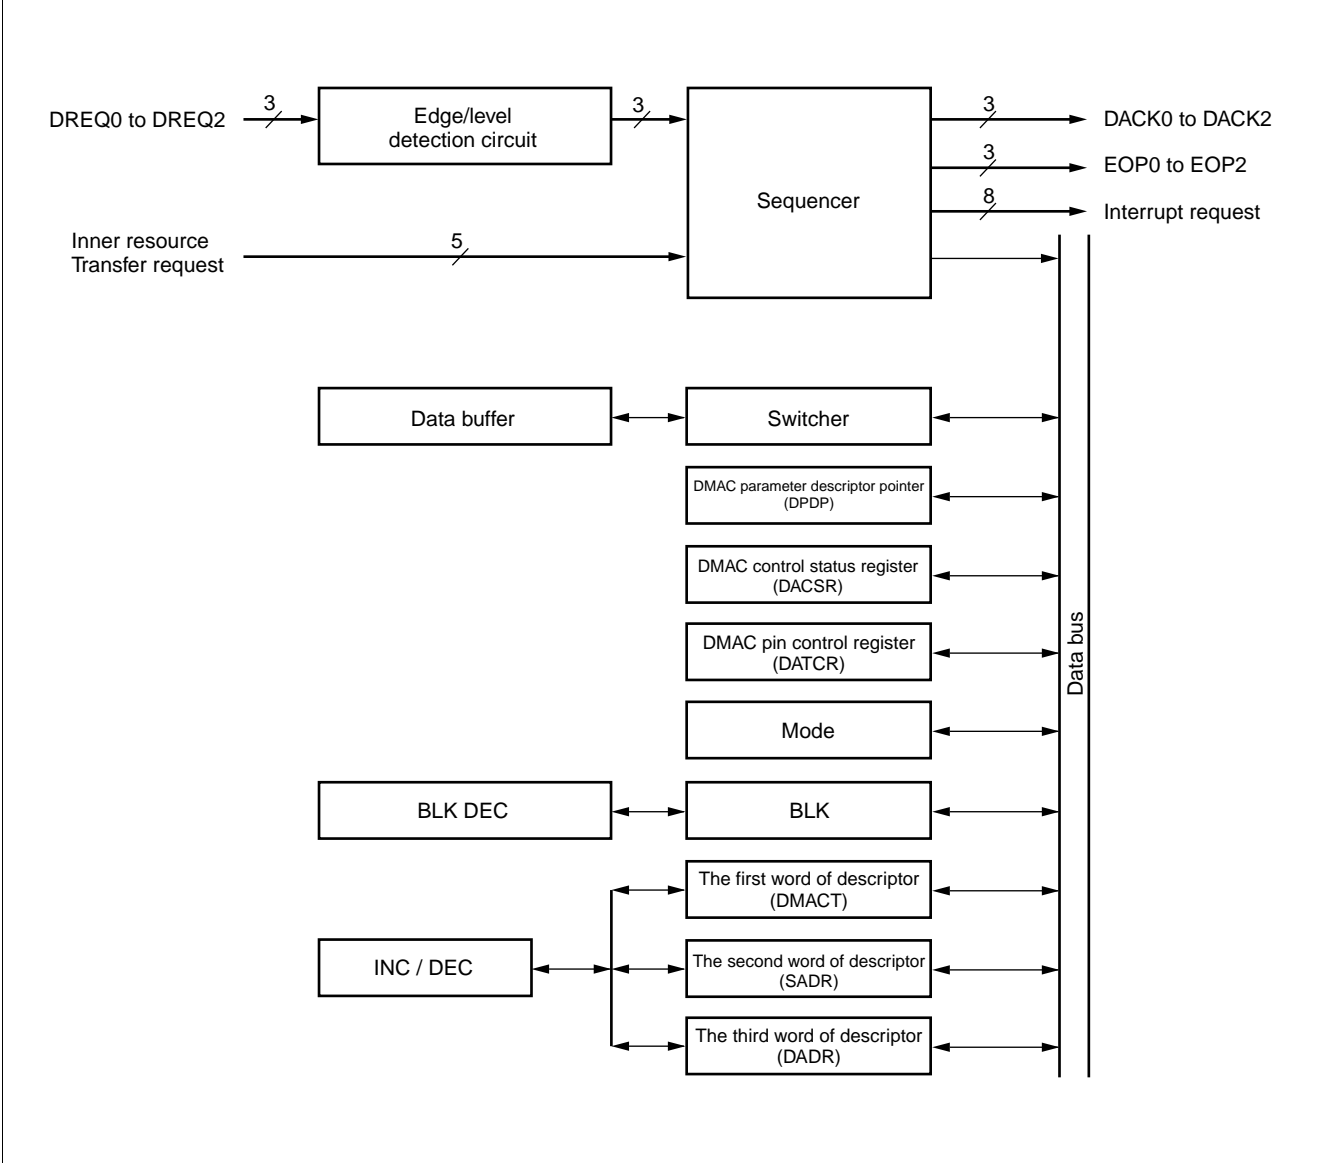 DREQ0 to DREQ2
3
Edge/level
detection circuit
3
Sequencer
3
DACK0 to DACK2
3
EOP0 to EOP2
8
Interrupt request
Inner resource
Transfer request
5
Data buffer
Switcher
DMAC parameter descriptor pointer
(DPDP)
DMAC control status register
(DACSR)
DMAC pin control register
(DATCR)
Data bus
Mode
BLK DEC
BLK
The first word of descriptor
(DMACT)
INC / DEC
The second word of descriptor
(SADR)
The third word of descriptor
(DADR)